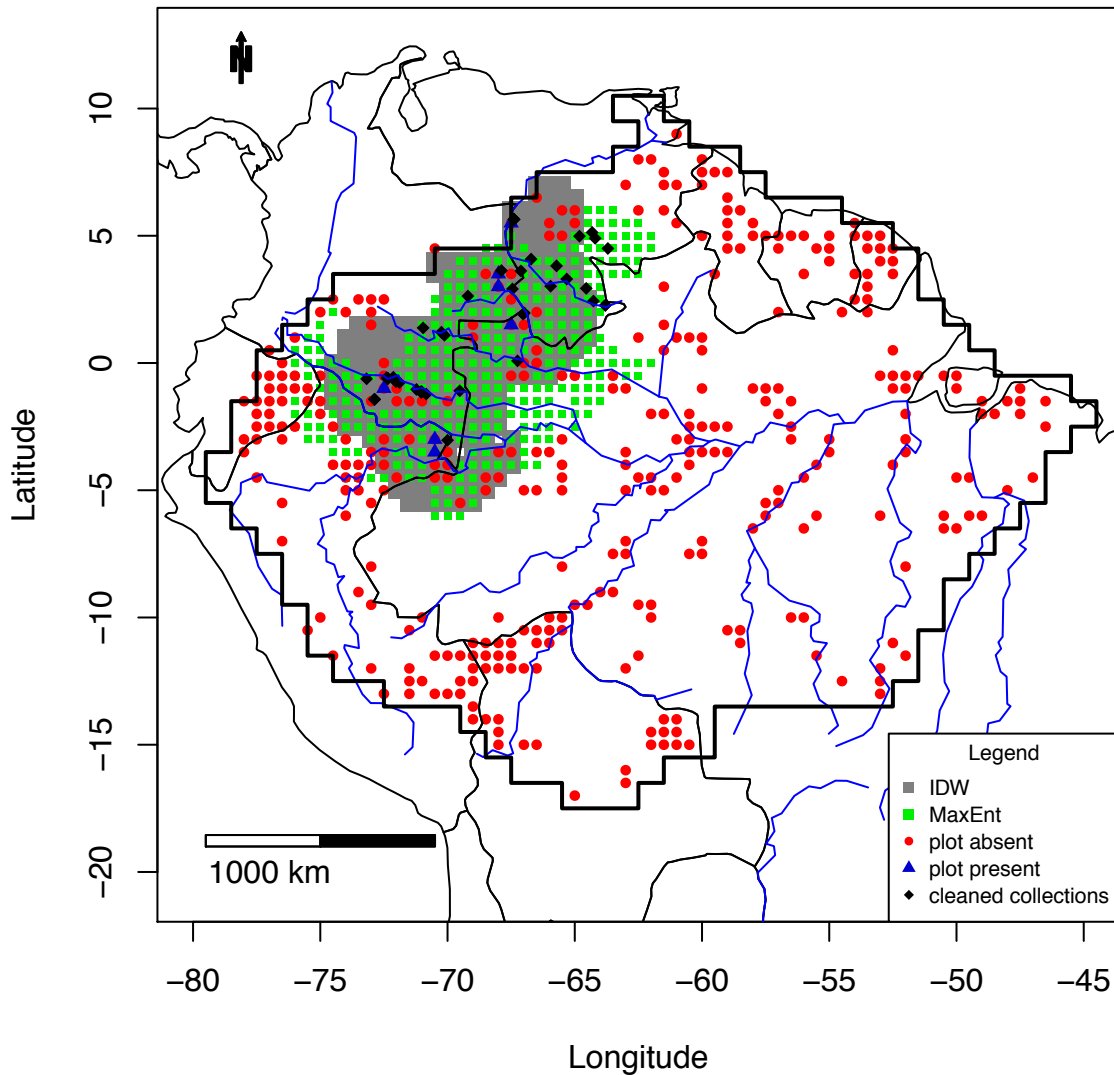 N
Latitude
10
5
0
−5
−10
−15
−20
1000 km
Legend
IDW
MaxEnt
plot absent
plot present
cleaned collections
−80 −75 −70 −65 −60 −55 −50 −45
Longitude